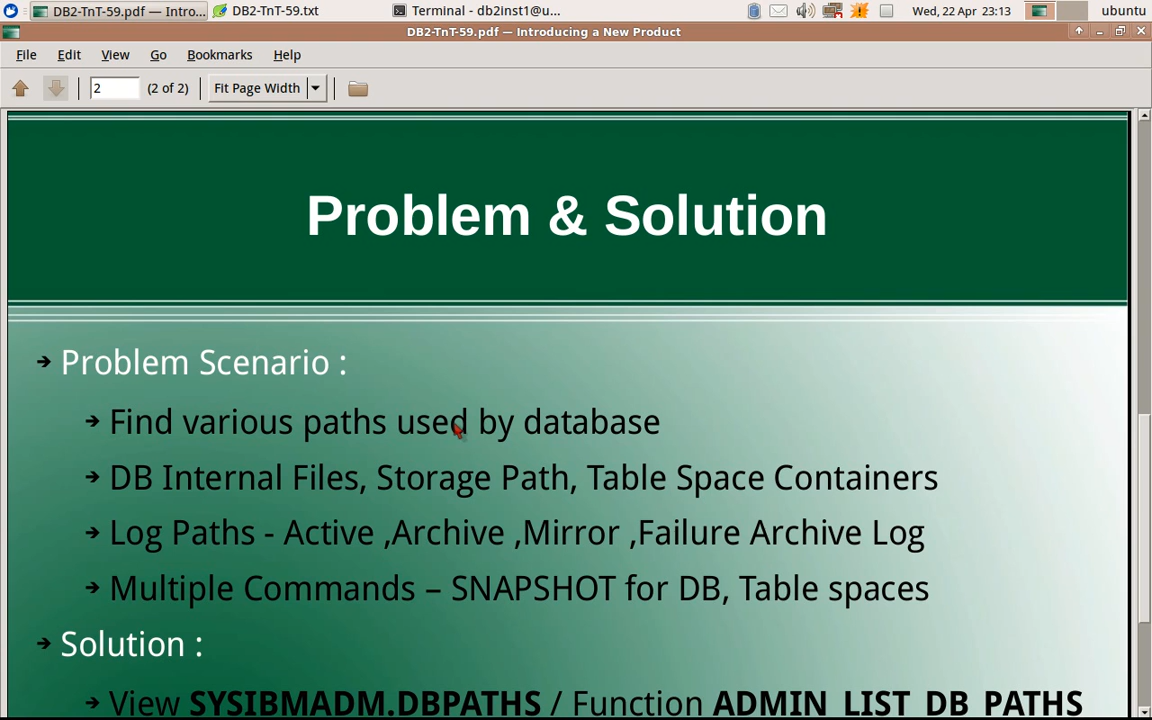 DB2-TnT-59.pdf — Intro... DB2-TnT-59.txt Terminal - db2inst1@u... Wed, 22 Apr 23:13 ubuntu
DB2-TnT-59.pdf — Introducing a New Product
File Edit View Go Bookmarks Help
2 (2 of 2) Fit Page Width
Problem & Solution
Problem Scenario :
Find various paths used by database
DB Internal Files, Storage Path, Table Space Containers
Log Paths - Active ,Archive ,Mirror ,Failure Archive Log
Multiple Commands – SNAPSHOT for DB, Table spaces
Solution :
View SYSIBMADM.DBPATHS / Function ADMIN_LIST_DB_PATHS